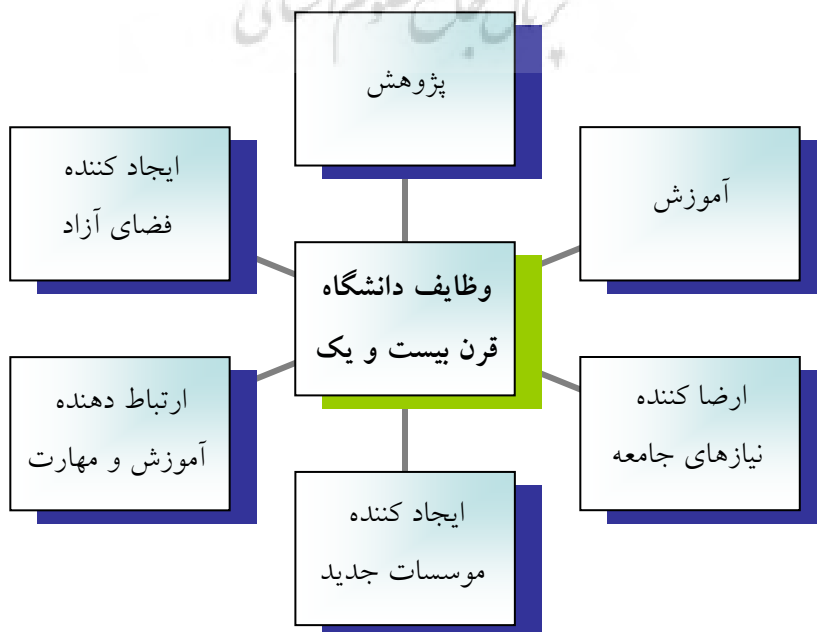 پژوهش
آموزش
ایجاد کننده
فضای آزاد
وظایف دانشگاه
قرن بیست و یک
ارضا کننده
نیازهای جامعه
ارتباط دهنده
آموزش و مهارت
ایجاد کننده
موسسات جدید